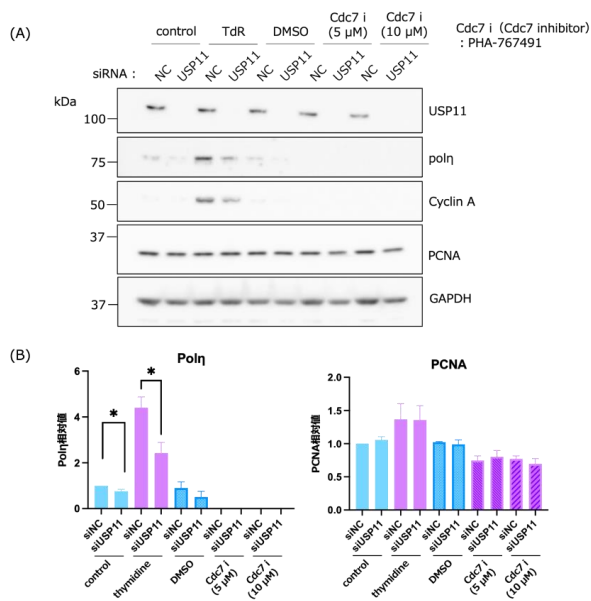 (A)
control TdR DMSO Cdc7 i (5 μM) Cdc7 i (10 μM)
Cdc7 i（Cdc7 inhibitor）
: PHA-767491
siRNA : NC USP11 NC USP11 NC USP11 NC USP11 NC USP11
kDa
100 USP11
75 polη
50 Cyclin A
37 PCNA
37 GAPDH
(B)
Polη
Polη相対値
6
4
2
0
* *
siNC siUSP11 siNC siUSP11 siNC siUSP11 siNC siUSP11 siNC siUSP11
control thymidine DMSO Cdc7 i (5 μM) Cdc7 i (10 μM)
PCNA
PCNA相対値
2.0
1.5
1.0
0.5
0.0
siNC siUSP11 siNC siUSP11 siNC siUSP11 siNC siUSP11 siNC siUSP11
control thymidine DMSO Cdc7 i (5 μM) Cdc7 i (10 μM)